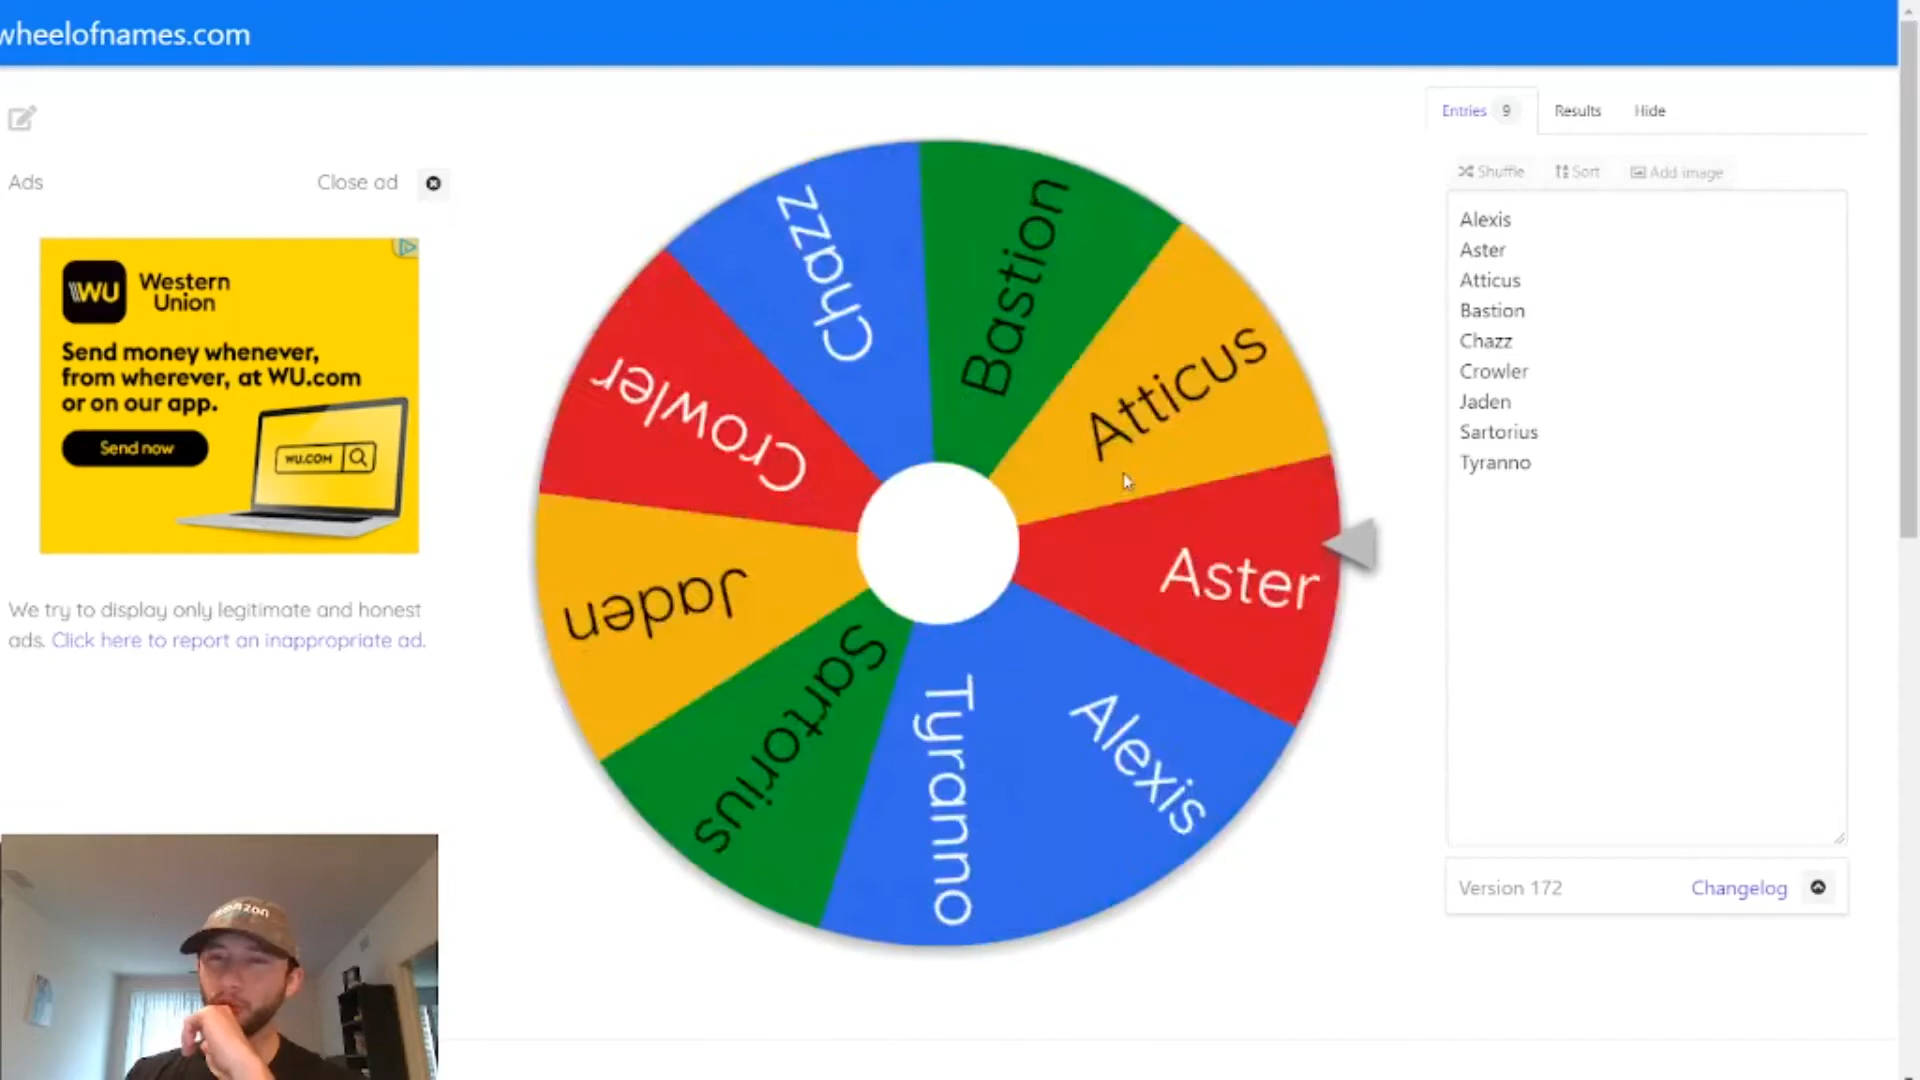 wheelofnames.com
Entries 9 Results Hide
Ads Close ad
Shuffle Sort Add image
WU Western
Union
Send money whenever,
from wherever, at WU.com
or on our app.
Send now
WU.COM
We try to display only legitimate and honest
ads. Click here to report an inappropriate ad.
Chazz
Bastion
Atticus
Aster
Alexis
Tyranno
Sartorius
Jaden
Crowler
Alexis
Aster
Atticus
Bastion
Chazz
Crowler
Jaden
Sartorius
Tyranno
Version 172 Changelog